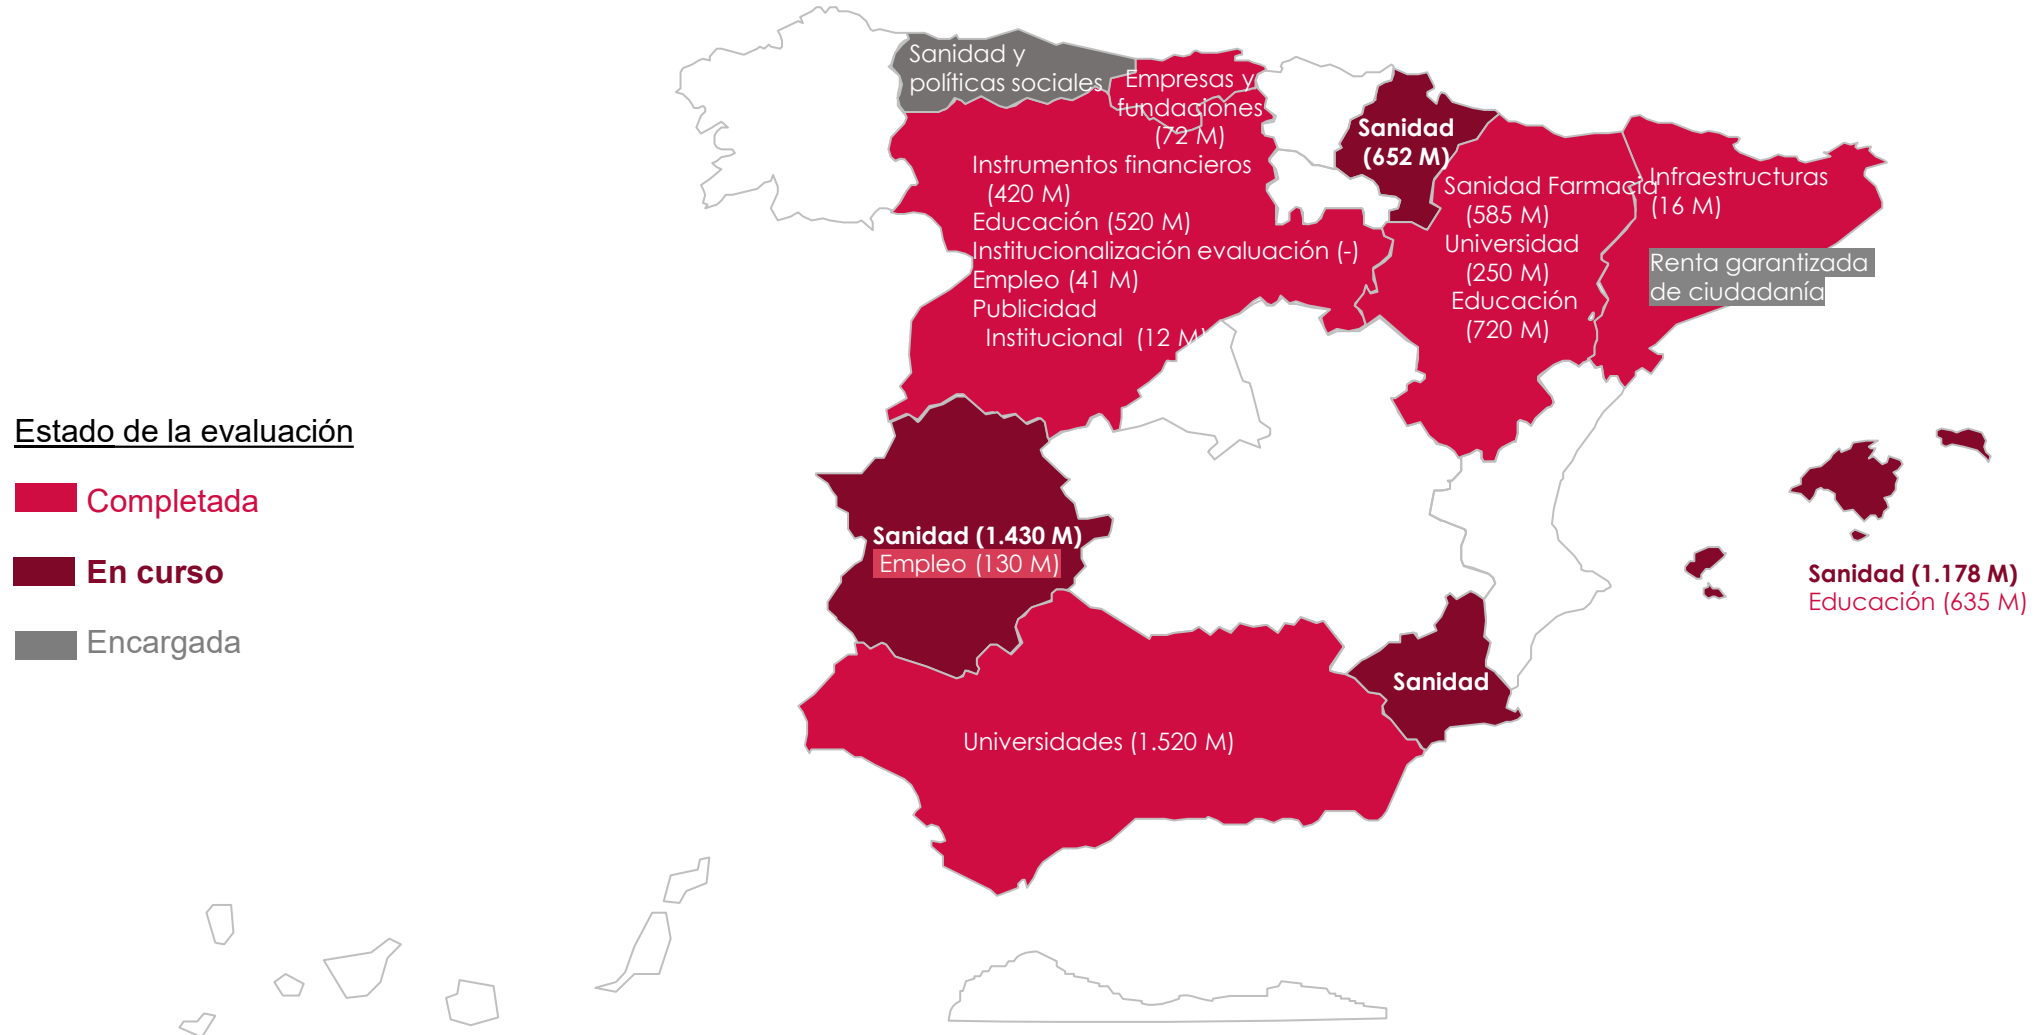 Sanidad y
políticas sociales
Empresas y
fundaciones
(72 M)
Instrumentos financieros
(420 M)
Educación (520 M)
Institucionalización evaluación (-)
Empleo (41 M)
Publicidad
Institucional (12 M)
Sanidad
(652 M)
Sanidad Farmacia
(585 M)
Universidad
(250 M)
Educación
(720 M)
Infraestructuras
(16 M)
Renta garantizada
de ciudadanía
Estado de la evaluación
Completada
En curso
Encargada
Sanidad (1.430 M)
Empleo (130 M)
Sanidad (1.178 M)
Educación (635 M)
Sanidad
Universidades (1.520 M)